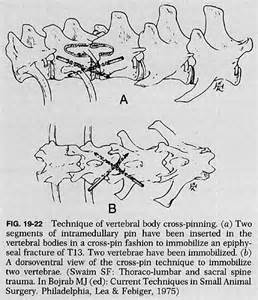 A
B
FIG. 19-22 Technique of vertebral body cross-pinning. (a) Two
segments of intramedullary pin have been inserted in the
vertebral bodies in a cross-pin fashion to immobilize an epiphy-
seal fracture of T13. Two vertebrae have been immobilized. (b)
A dorsoventral view of the cross-pin technique to immobilize
two vertebrae. (Swaim SF: Thoraco-lumbar and sacral spine
trauma. In Bojrab MJ (ed): Current Techniques in Small Animal
Surgery. Philadelphia, Lea & Febiger, 1975)